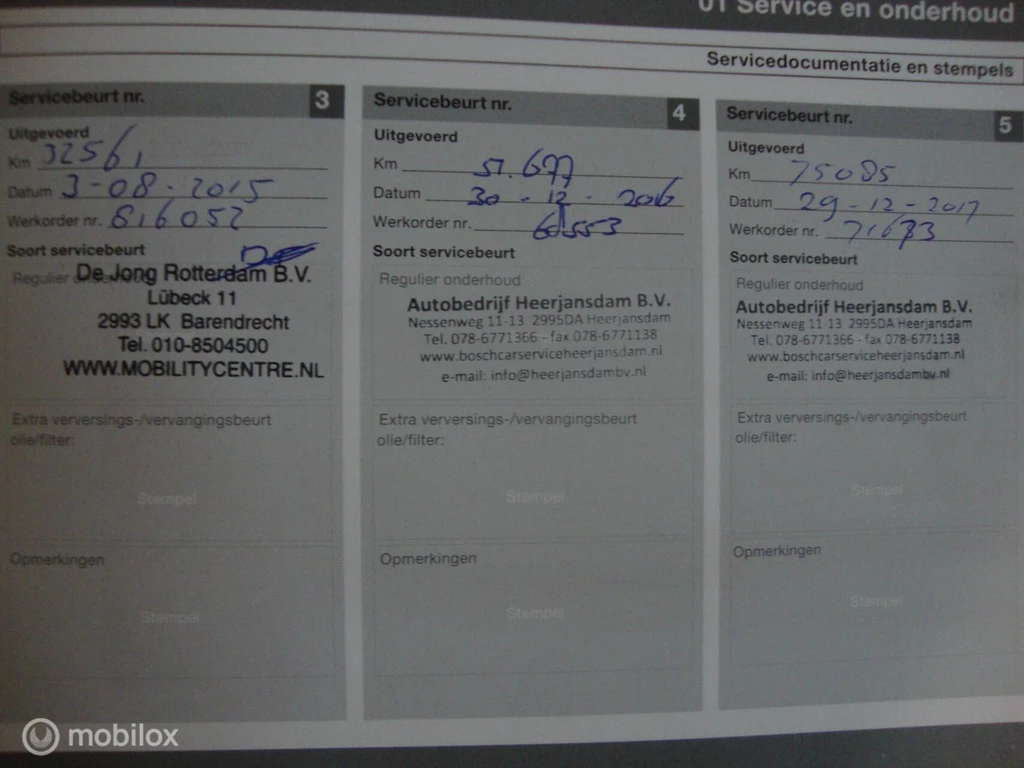 01 Service en onderhoud
Servicedocumentatie en stempels
Servicebeurt nr. 3
Uitgevoerd
Km 32561
Datum 3-08-2015
Werkorder nr. 616052
Soort servicebeurt
Regulier onderhoud
De Jong Rotterdam B.V.
Lübeck 11
2993 LK Barendrecht
Tel. 010-8504500
WWW.MOBILITYCENTRE.NL
Extra verversings-/vervangingsbeurt
olie/filter:
Stempel
Opmerkingen
Stempel
Servicebeurt nr. 4
Uitgevoerd
Km 51.677
Datum 30-12-2016
Werkorder nr.
Soort servicebeurt
Regulier onderhoud
Autobedrijf Heerjansdam B.V.
Nessenweg 11-13 2995DA Heerjansdam
Tel. 078-6771366 - fax 078-6771138
www.boschcarserviceheerjansdam.nl
e-mail: info@heerjansdambv.nl
Extra verversings-/vervangingsbeurt
olie/filter:
Stempel
Opmerkingen
Stempel
Servicebeurt nr. 5
Uitgevoerd
Km 75085
Datum 29-12-2017
Werkorder nr. 71673
Soort servicebeurt
Regulier onderhoud
Autobedrijf Heerjansdam B.V.
Nessenweg 11-13 2995DA Heerjansdam
Tel. 078-6771366 - fax 078-6771138
www.boschcarserviceheerjansdam.nl
e-mail: info@heerjansdambv.nl
Extra verversings-/vervangingsbeurt
olie/filter:
Stempel
Opmerkingen
Stempel
mobilox